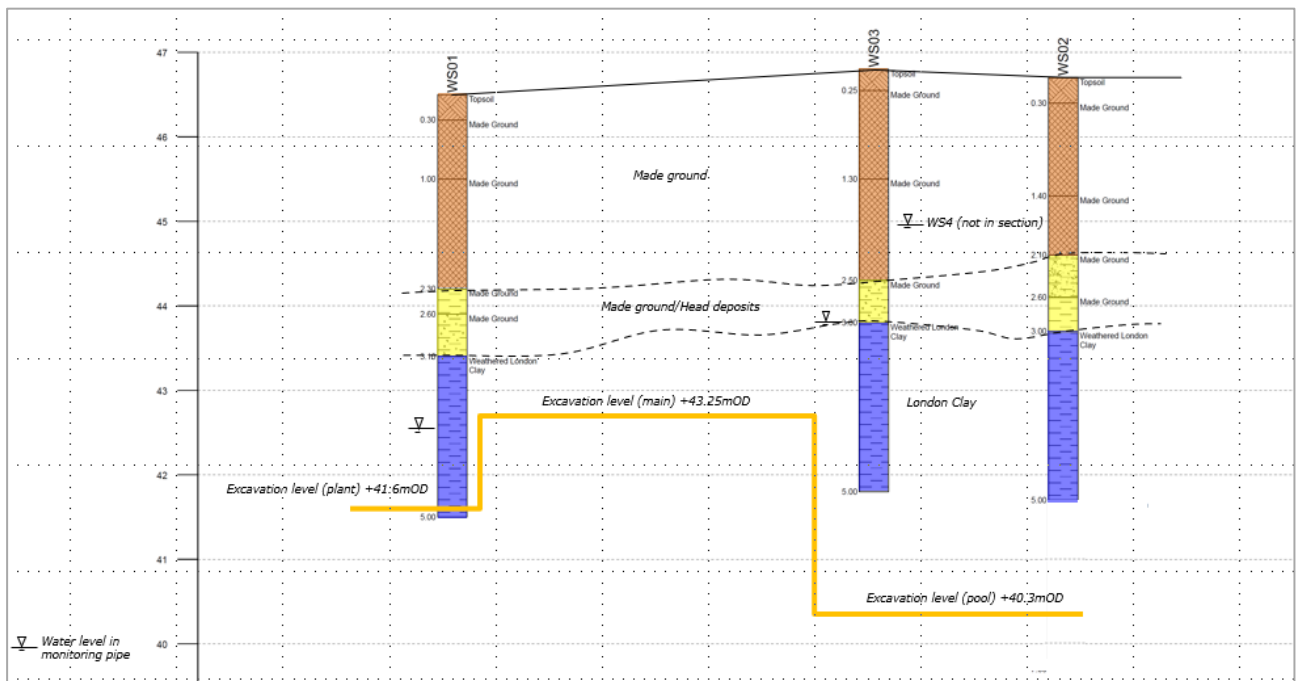 47
46
45
44
43
42
41
40
WS01
Topsoil
0.30
Made Ground
1.00
Made Ground
2.30
Made Ground
2.60
Made Ground
3.10
Weathered London
Clay
5.00
WS03
Topsoil
0.25
Made Ground
1.30
Made Ground
2.50
Made Ground
3.00
Weathered London
Clay
5.00
WS02
Topsoil
0.30
Made Ground
1.40
Made Ground
2.10
Made Ground
2.60
Made Ground
3.00
Weathered London
Clay
5.00
Made ground
WS4 (not in section)
Made ground/Head deposits
Excavation level (main) +43.25mOD
London Clay
Excavation level (plant) +41.6mOD
Excavation level (pool) +40.3mOD
Water level in
monitoring pipe